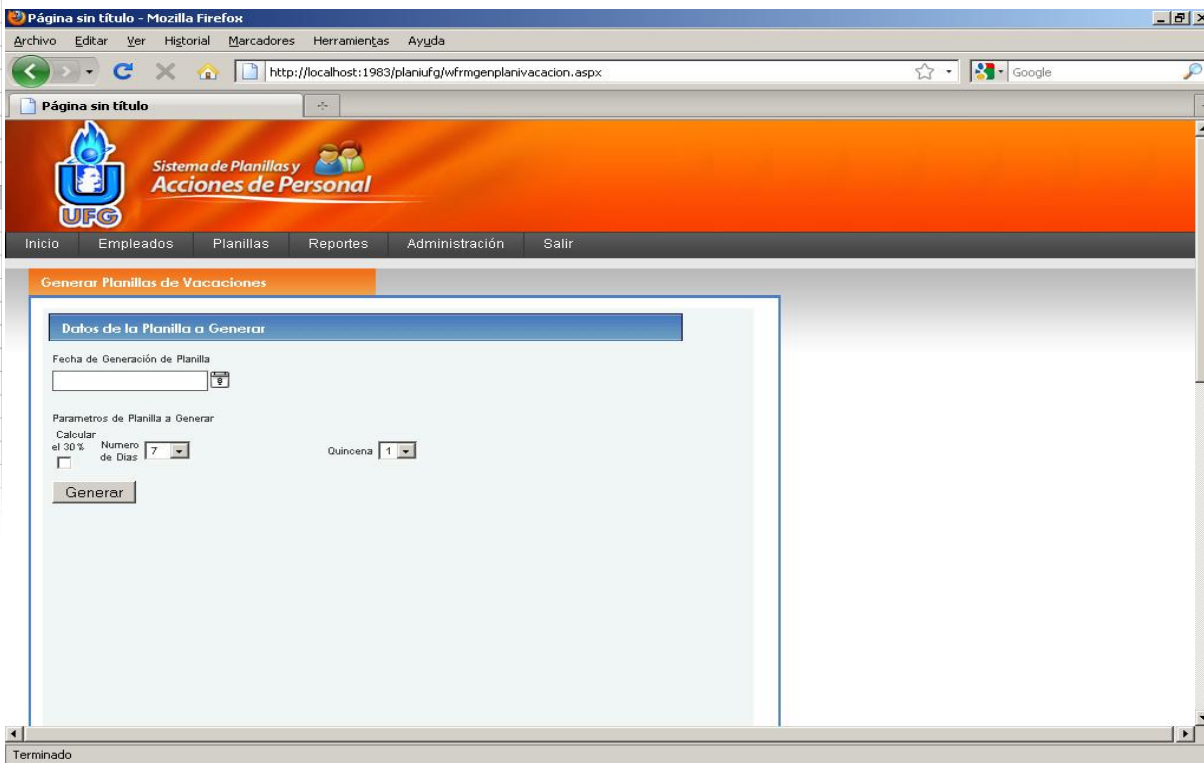 Página sin título - Mozilla Firefox
Archivo Editar Ver Historial Marcadores Herramientas Ayuda
http://localhost:1983/planiufg/wfrmgenplanivacacion.aspx
Google
Página sin título
Sistema de Planillas y
Acciones de Personal
UFG
Inicio Empleados Planillas Reportes Administración Salir
Generar Planillas de Vacaciones
Datos de la Planilla a Generar
Fecha de Generación de Planilla
Parametros de Planilla a Generar
Calcular
el 30%
Numero
de Dias
7
Quincena 1
Generar
Terminado